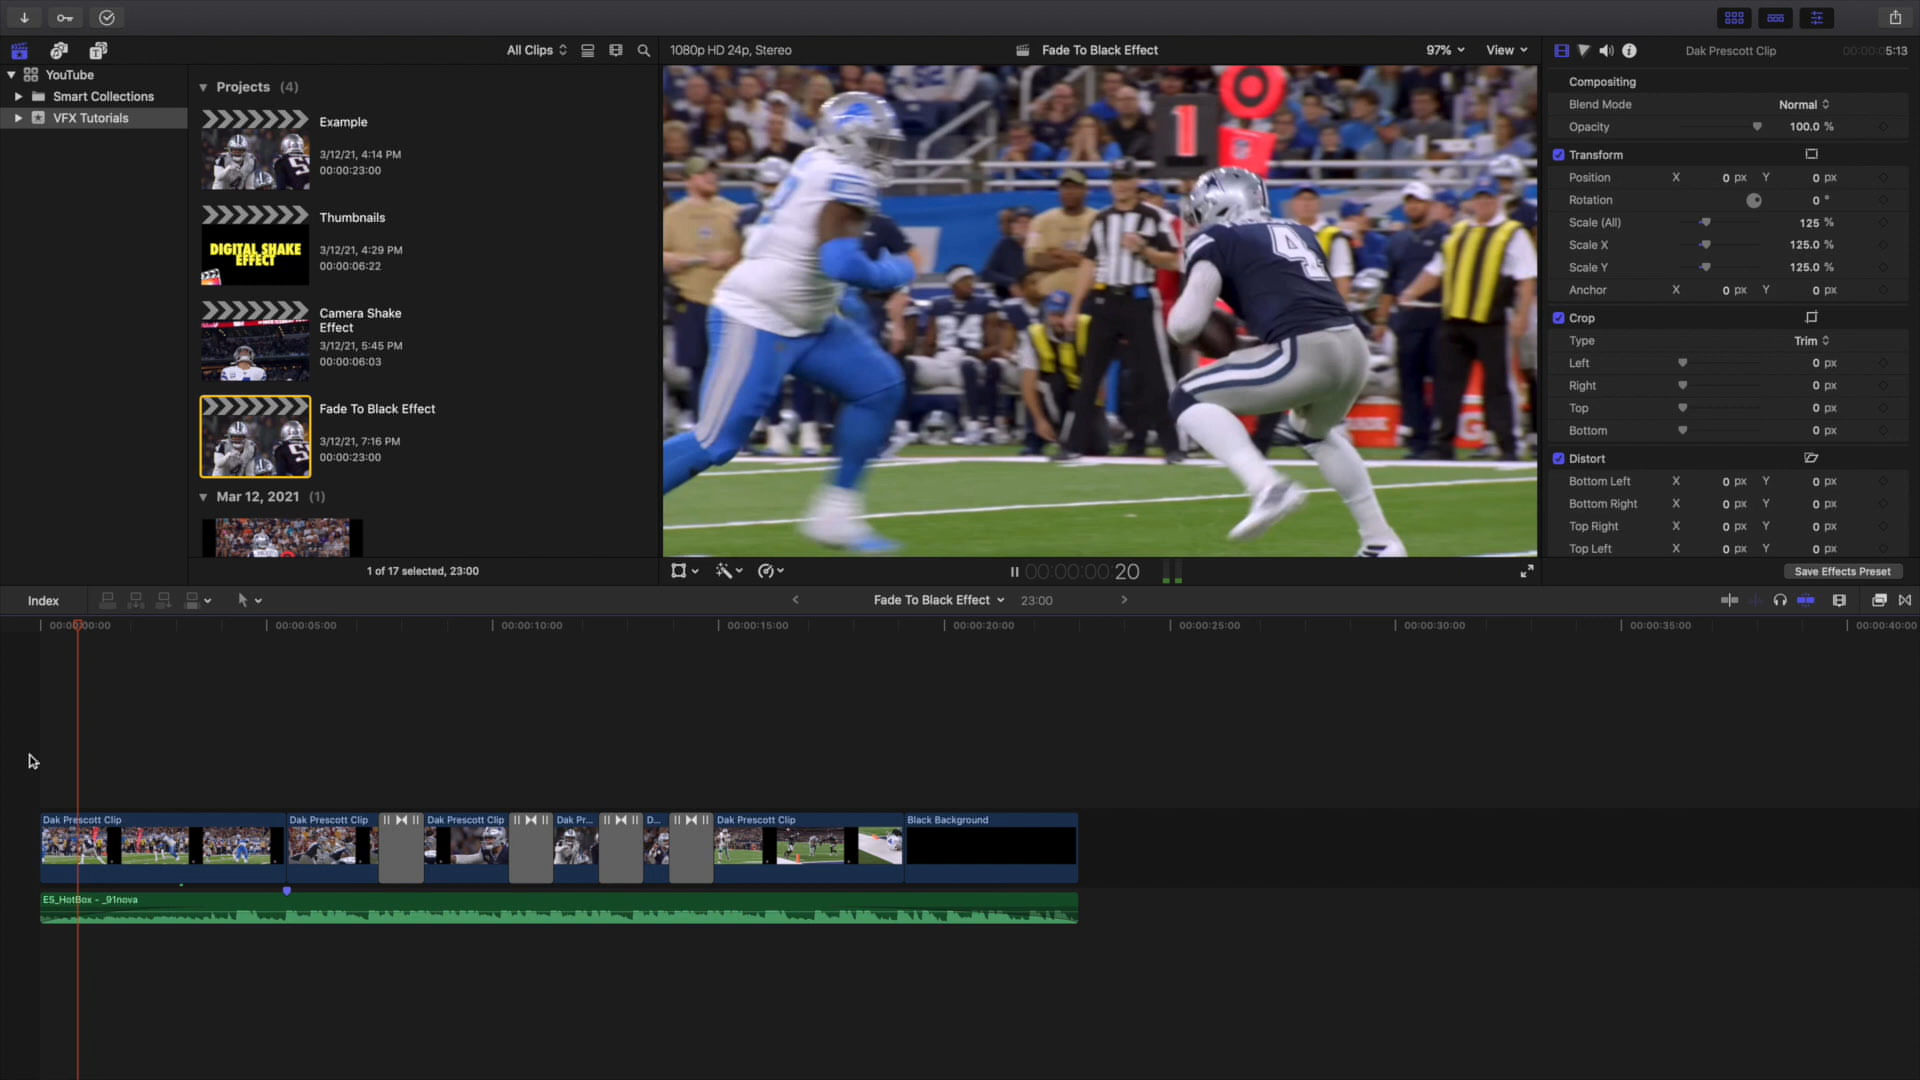 All Clips
1080p HD 24p, Stereo
Fade To Black Effect
97%
View
Dak Prescott Clip
00:00:05:13
YouTube
Smart Collections
VFX Tutorials
Projects (4)
Example
3/12/21, 4:14 PM
00:00:23:00
Thumbnails
DIGITAL SHAKE
EFFECT
3/12/21, 4:29 PM
00:00:06:22
Camera Shake
Effect
3/12/21, 5:45 PM
00:00:06:03
Fade To Black Effect
3/12/21, 7:16 PM
00:00:23:00
Mar 12, 2021 (1)
1 of 17 selected, 23:00
1
4
84
Compositing
Blend Mode Normal
Opacity 100.0 %
Transform
Position X 0 px Y 0 px
Rotation 0 °
Scale (All) 125 %
Scale X 125.0 %
Scale Y 125.0 %
Anchor X 0 px Y 0 px
Crop
Type Trim
Left 0 px
Right 0 px
Top 0 px
Bottom 0 px
Distort
Bottom Left X 0 px Y 0 px
Bottom Right X 0 px Y 0 px
Top Right X 0 px Y 0 px
Top Left X 0 px Y 0 px
Save Effects Preset
00:00:00:20
Index
Fade To Black Effect 23:00
00:00:00:00 00:00:05:00 00:00:10:00 00:00:15:00 00:00:20:00 00:00:25:00 00:00:30:00 00:00:35:00 00:00:40:00
Dak Prescott Clip Dak Prescott Clip Dak Prescott Clip Dak Pr... D... Dak Prescott Clip Black Background
ES_HotBox - _91nova